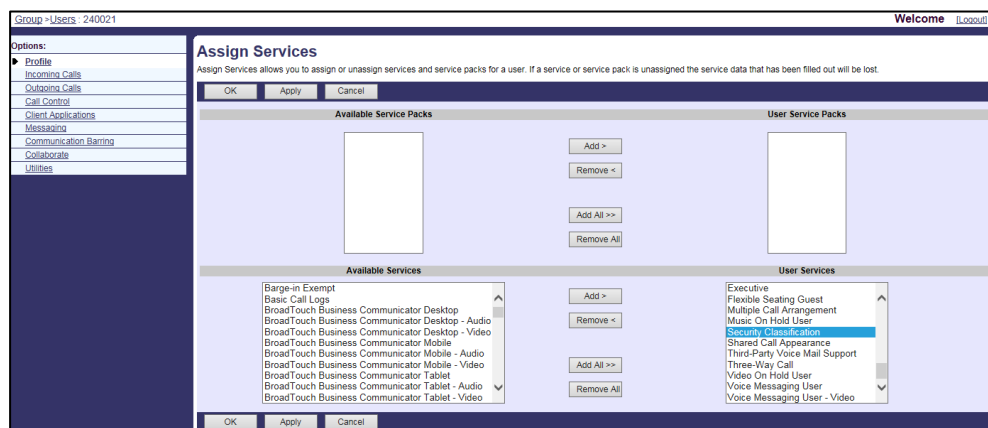 Group >Users : 240021
Welcome [Logout]
Options:
Profile
Incoming Calls
Outgoing Calls
Call Control
Client Applications
Messaging
Communication Barring
Collaborate
Utilities
Assign Services
Assign Services allows you to assign or unassign services and service packs for a user. If a service or service pack is unassigned the service data that has been filled out will be lost.
OK Apply Cancel
Available Service Packs
User Service Packs
Add >
Remove <
Add All >>
Remove All
Available Services
User Services
Barge-in Exempt
Basic Call Logs
BroadTouch Business Communicator Desktop
BroadTouch Business Communicator Desktop - Audio
BroadTouch Business Communicator Desktop - Video
BroadTouch Business Communicator Mobile
BroadTouch Business Communicator Mobile - Audio
BroadTouch Business Communicator Mobile - Video
BroadTouch Business Communicator Tablet
BroadTouch Business Communicator Tablet - Audio
BroadTouch Business Communicator Tablet - Video
Add >
Remove <
Add All >>
Remove All
Executive
Flexible Seating Guest
Multiple Call Arrangement
Music On Hold User
Security Classification
Shared Call Appearance
Third-Party Voice Mail Support
Three-Way Call
Video On Hold User
Voice Messaging User
Voice Messaging User - Video
OK Apply Cancel